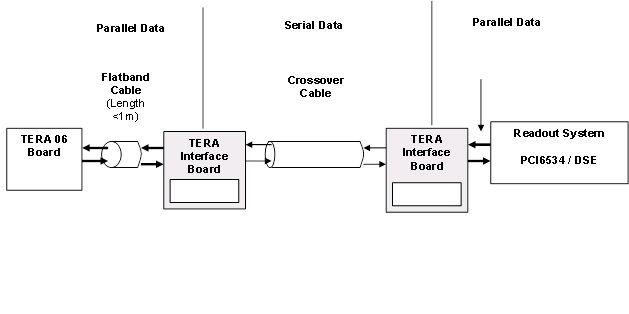 Parallel Data
Serial Data
Parallel Data
Flatband
Cable
(Length
<1m)
Crossover
Cable
TERA 06
Board
TERA
Interface
Board
TERA
Interface
Board
Readout System
PCI6534 / DSE